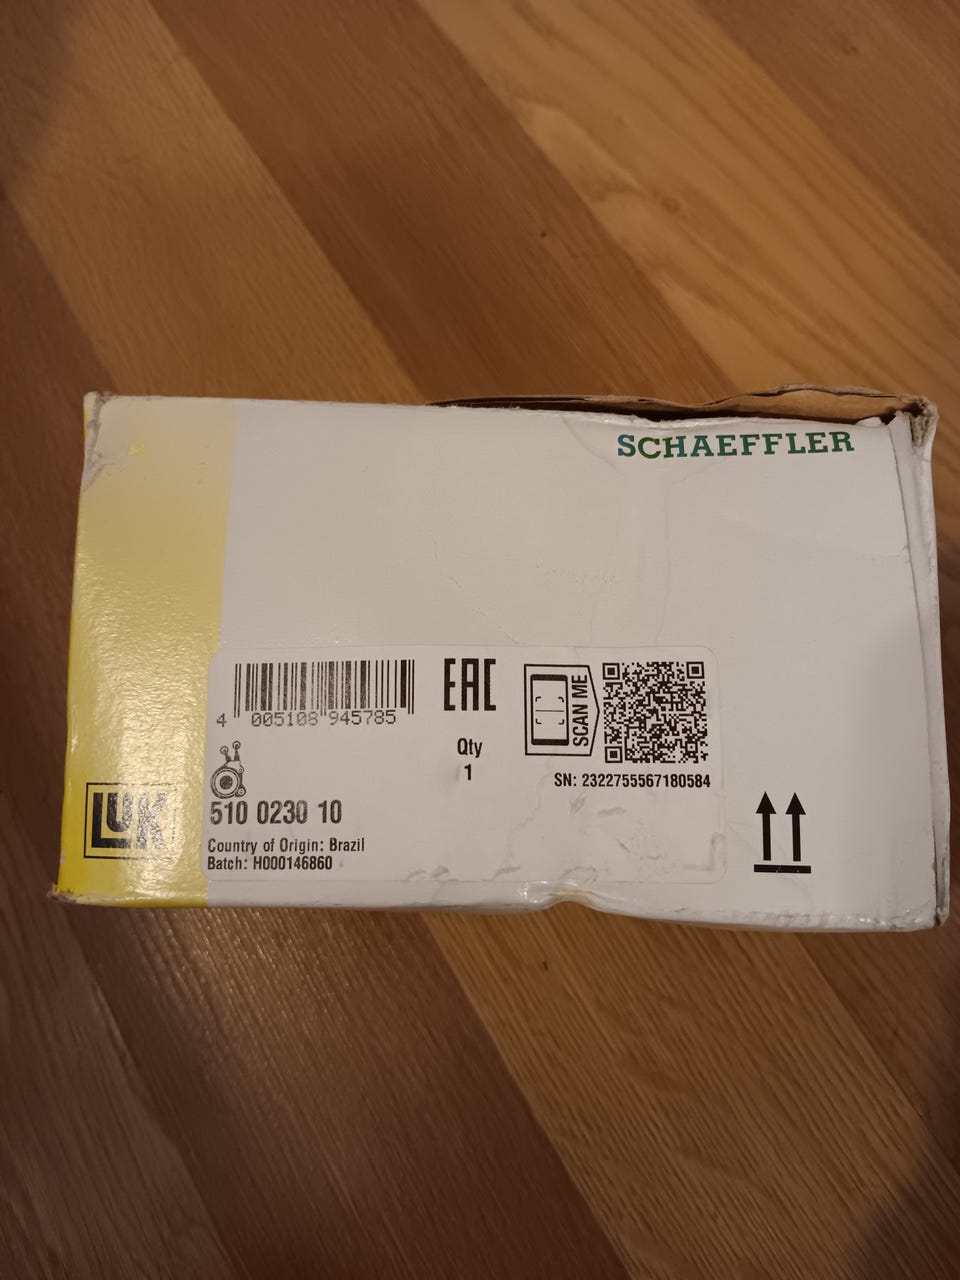 SCHAEFFLER
4 005108 945785
EAC
Qty
1
SCAN ME
SN: 2322755567180584
LUK
510 0230 10
Country of Origin: Brazil
Batch: H000146860